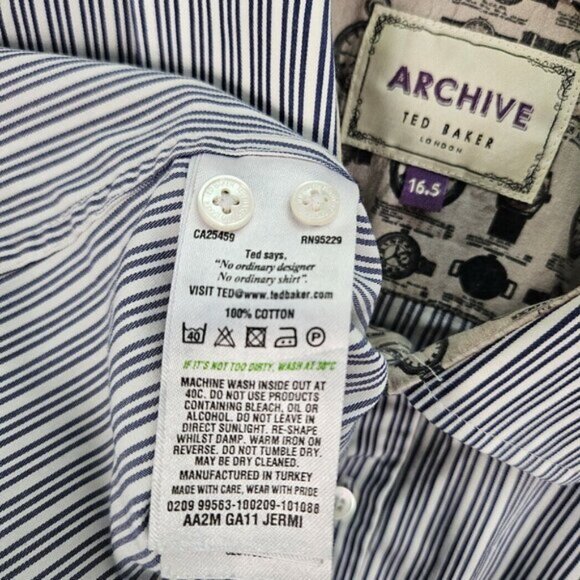 ARCHIVE
TED BAKER
LONDON
16.5
CA25459 RN95229
Ted says,
"No ordinary designer
No ordinary shirt".
VISIT TED@www.tedbaker.com
100% COTTON
40 P
IF IT'S NOT TOO DIRTY, WASH AT 30°C
MACHINE WASH INSIDE OUT AT
40C. DO NOT USE PRODUCTS
CONTAINING BLEACH, OIL OR
ALCOHOL. DO NOT LEAVE IN
DIRECT SUNLIGHT. RE-SHAPE
WHILST DAMP. WARM IRON ON
REVERSE. DO NOT TUMBLE DRY.
MAY BE DRY CLEANED.
MANUFACTURED IN TURKEY
MADE WITH CARE, WEAR WITH PRIDE
0209 99563-100209-101088
AA2M GA11 JERMI